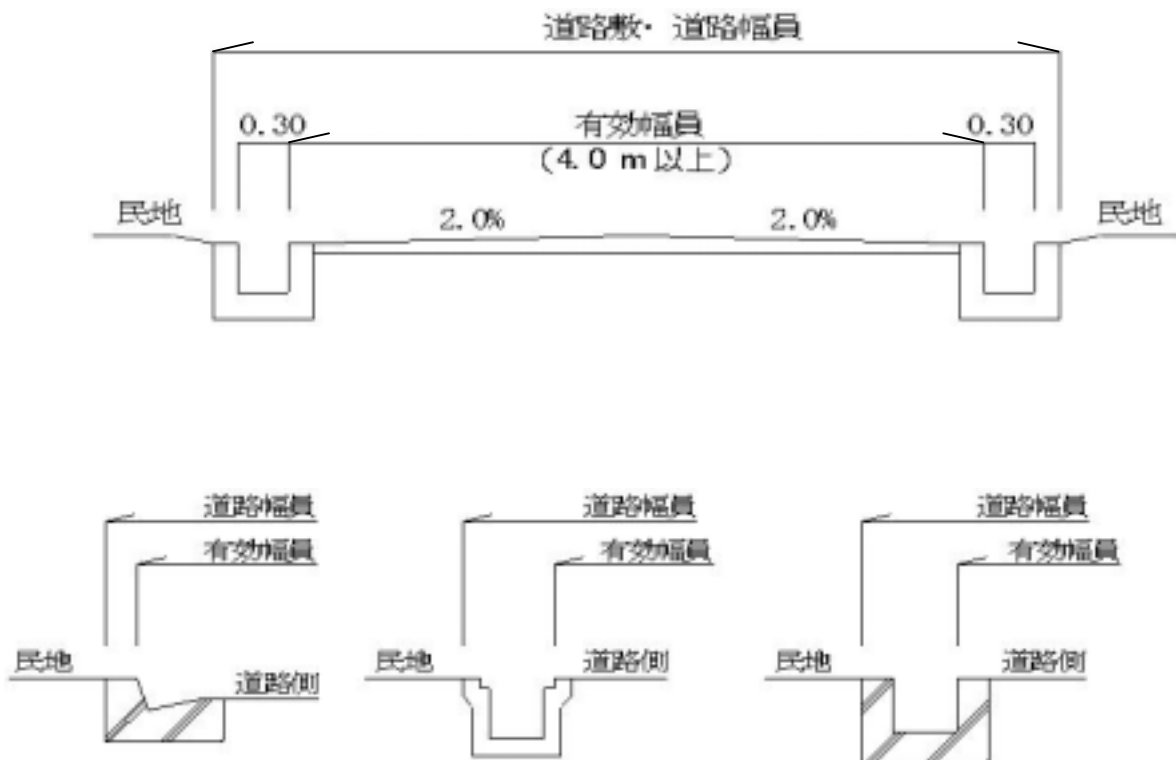 道路敷・道路幅員
0.30 有効幅員 0.30
(4.0 m以上)
民地 2.0% 2.0% 民地
道路幅員 道路幅員 道路幅員
有効幅員 有効幅員 有効幅員
民地 道路側 民地 道路側 民地 道路側